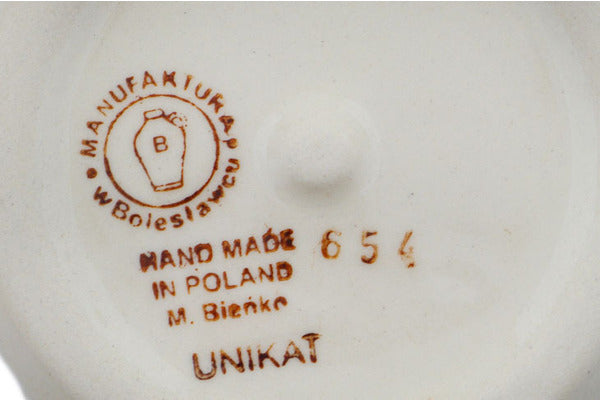 MANUFAKTURA
w Bolesławcu
B
HAND MADE
IN POLAND
M. Bieńko
654
UNIKAT